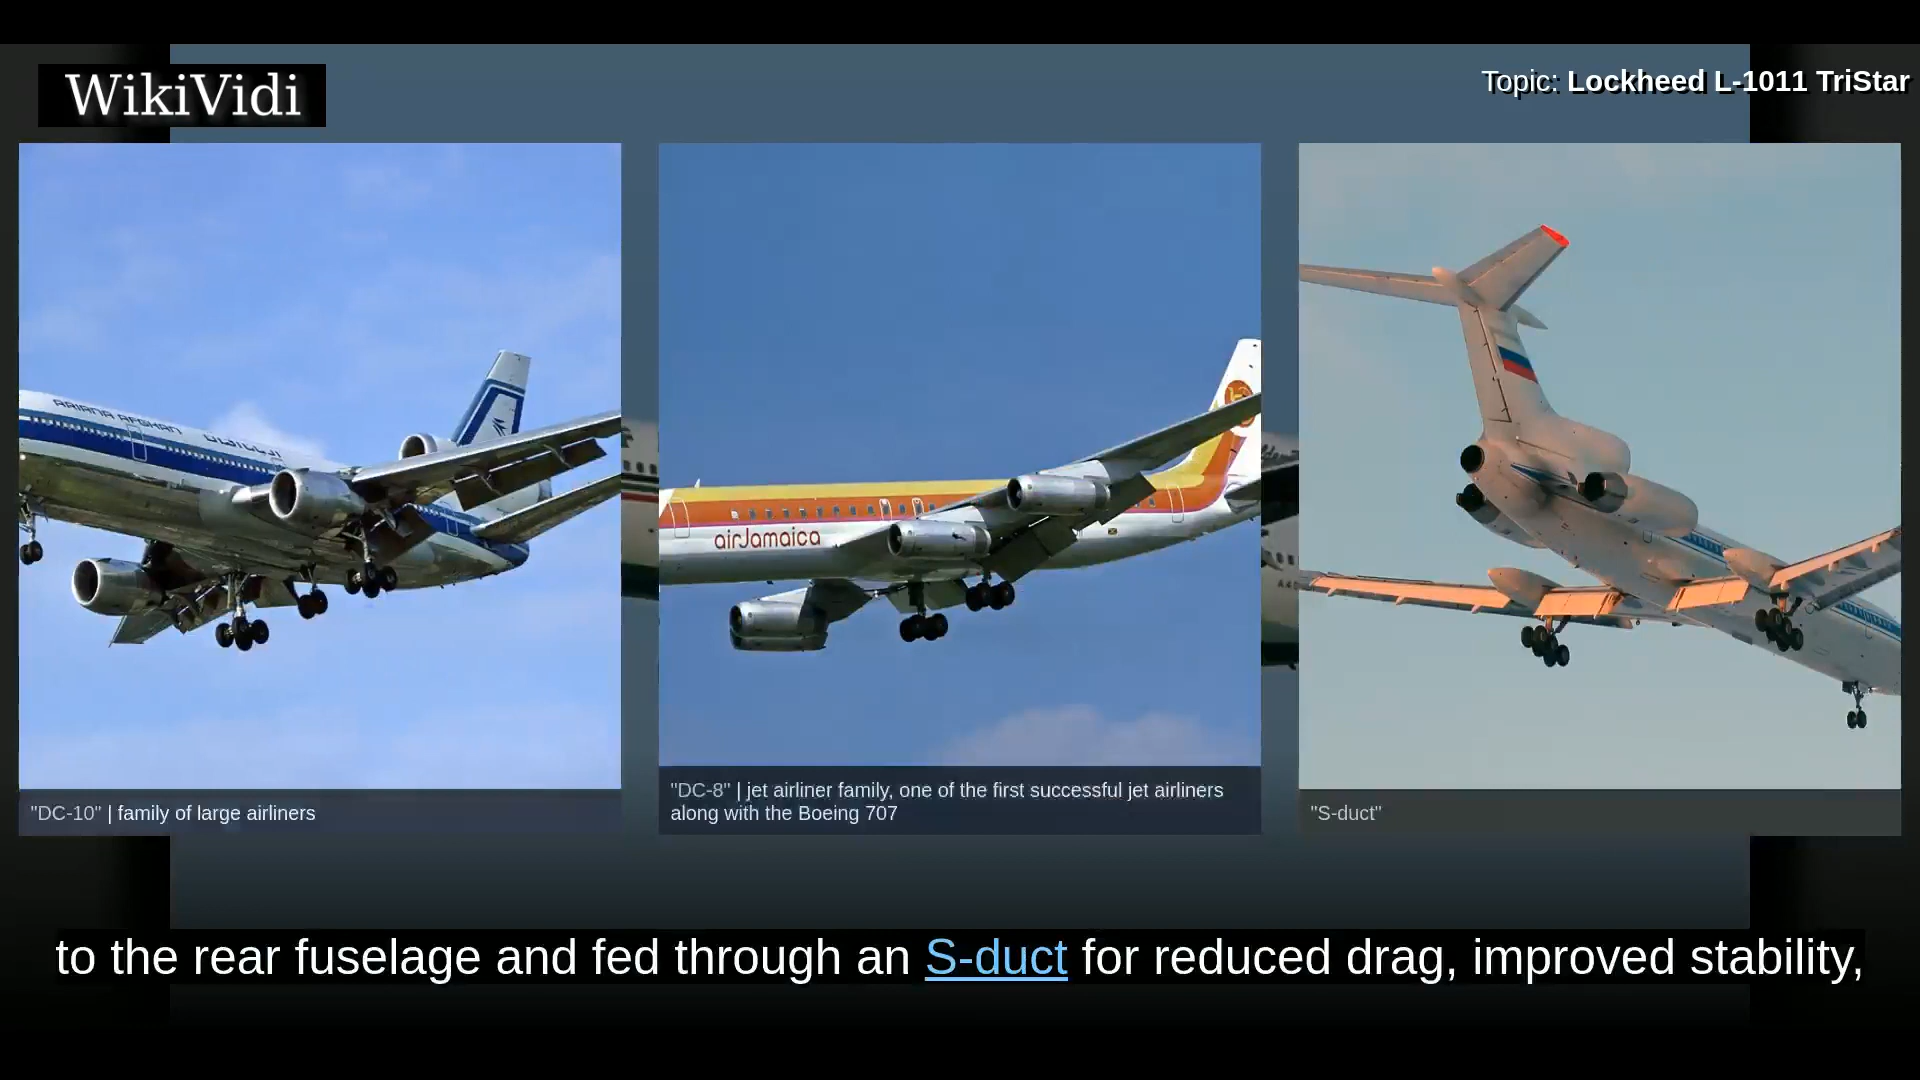 WikiVidi
Topic: Lockheed L-1011 TriStar
ARIANA AFGHAN
airJamaica
"DC-10" | family of large airliners
"DC-8" | jet airliner family, one of the first successful jet airliners
along with the Boeing 707
"S-duct"
to the rear fuselage and fed through an S-duct for reduced drag, improved stability,